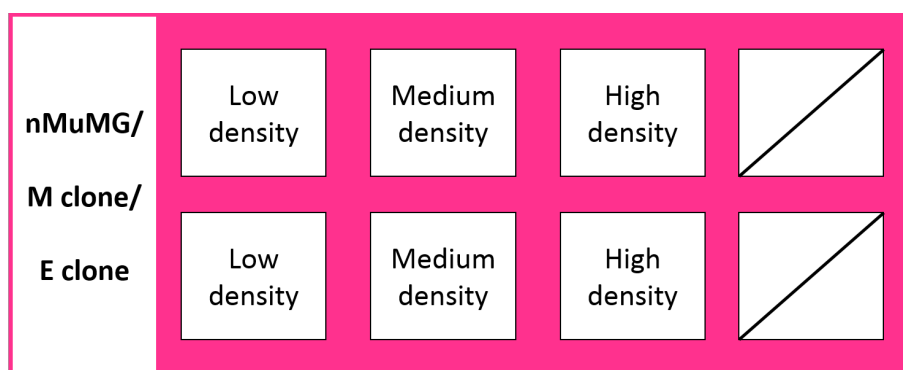 nMuMG/
M clone/
E clone
Low
density
Medium
density
High
density
Low
density
Medium
density
High
density